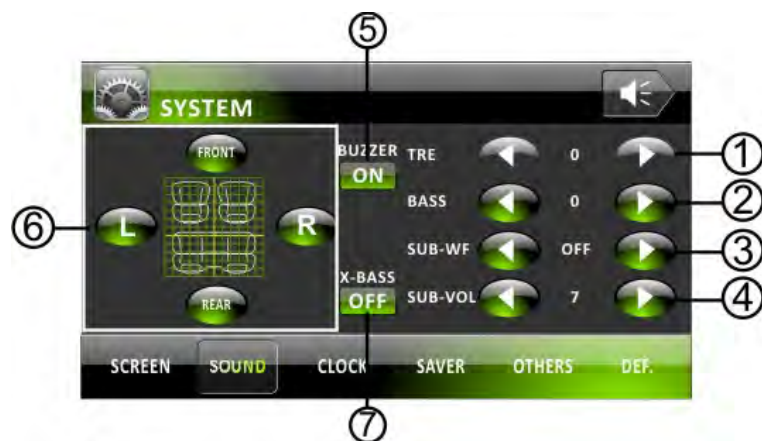 ⑤
SYSTEM
FRONT
BUZZER
ON
TRE 0
①
BASS 0
②
⑥
L
R
SUB-WF OFF
③
X-BASS
OFF
SUB-VOL 7
④
REAR
SCREEN SOUND CLOCK SAVER OTHERS DEF.
⑦